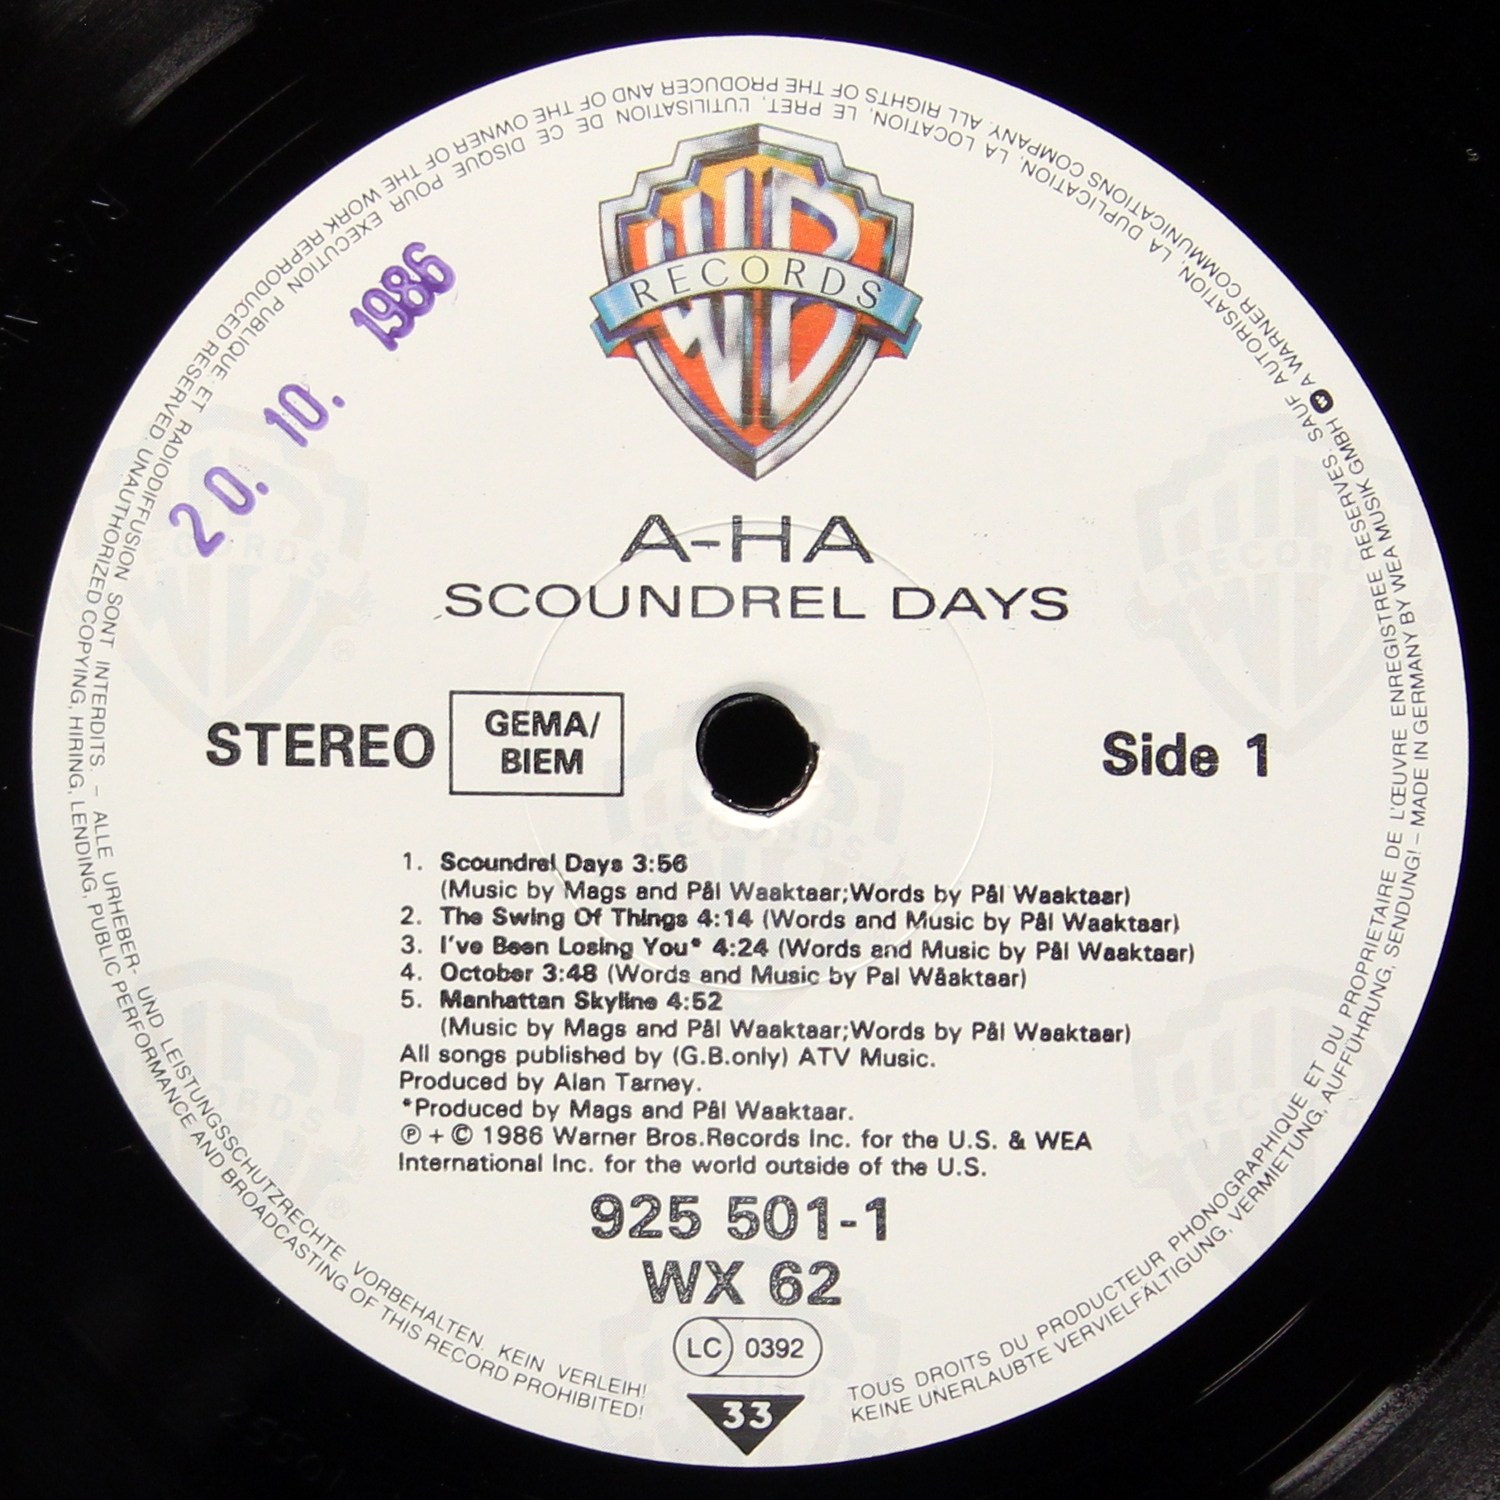 WB
RECORDS
20. 10. 1986
A-HA
SCOUNDREL DAYS
STEREO
GEMA/
BIEM
Side 1
1. Scoundrel Days 3:56
(Music by Mags and Pål Waaktaar;Words by Pål Waaktaar)
2. The Swing Of Things 4:14 (Words and Music by Pål Waaktaar)
3. I've Been Losing You* 4:24 (Words and Music by Pål Waaktaar)
4. October 3:48 (Words and Music by Pal Wåaktaar)
5. Manhattan Skyline 4:52
(Music by Mags and Pål Waaktaar;Words by Pål Waaktaar)
All songs published by (G.B.only) ATV Music.
Produced by Alan Tarney.
*Produced by Mags and Pål Waaktaar.
℗ + © 1986 Warner Bros.Records Inc. for the U.S. & WEA
International Inc. for the world outside of the U.S.
925 501-1
WX 62
LC 0392
33
TOUS DROITS DU PRODUCTEUR PHONOGRAPHIQUE ET DU PROPRIETAIRE DE L'ŒUVRE ENREGISTREE RESERVES. SAUF AUTORISATION, LA DUPLICATION, LA LOCATION, LE PRET, L'UTILISATION DE CE DISQUE POUR EXECUTION PUBLIQUE ET RADIODIFFUSION SONT INTERDITS. – ALLE URHEBER- UND LEISTUNGSSCHUTZRECHTE VORBEHALTEN. KEIN VERLEIH!
KEINE UNERLAUBTE VERVIELFÄLTIGUNG, VERMIETUNG, AUFFÜHRUNG, SENDUNG! – MADE IN GERMANY BY WEA MUSIK GMBH A WARNER COMMUNICATIONS COMPANY. ALL RIGHTS OF THE PRODUCER AND OF THE OWNER OF THE WORK REPRODUCED RESERVED. UNAUTHORIZED COPYING, HIRING, LENDING, PUBLIC PERFORMANCE AND BROADCASTING OF THIS RECORD PROHIBITED!